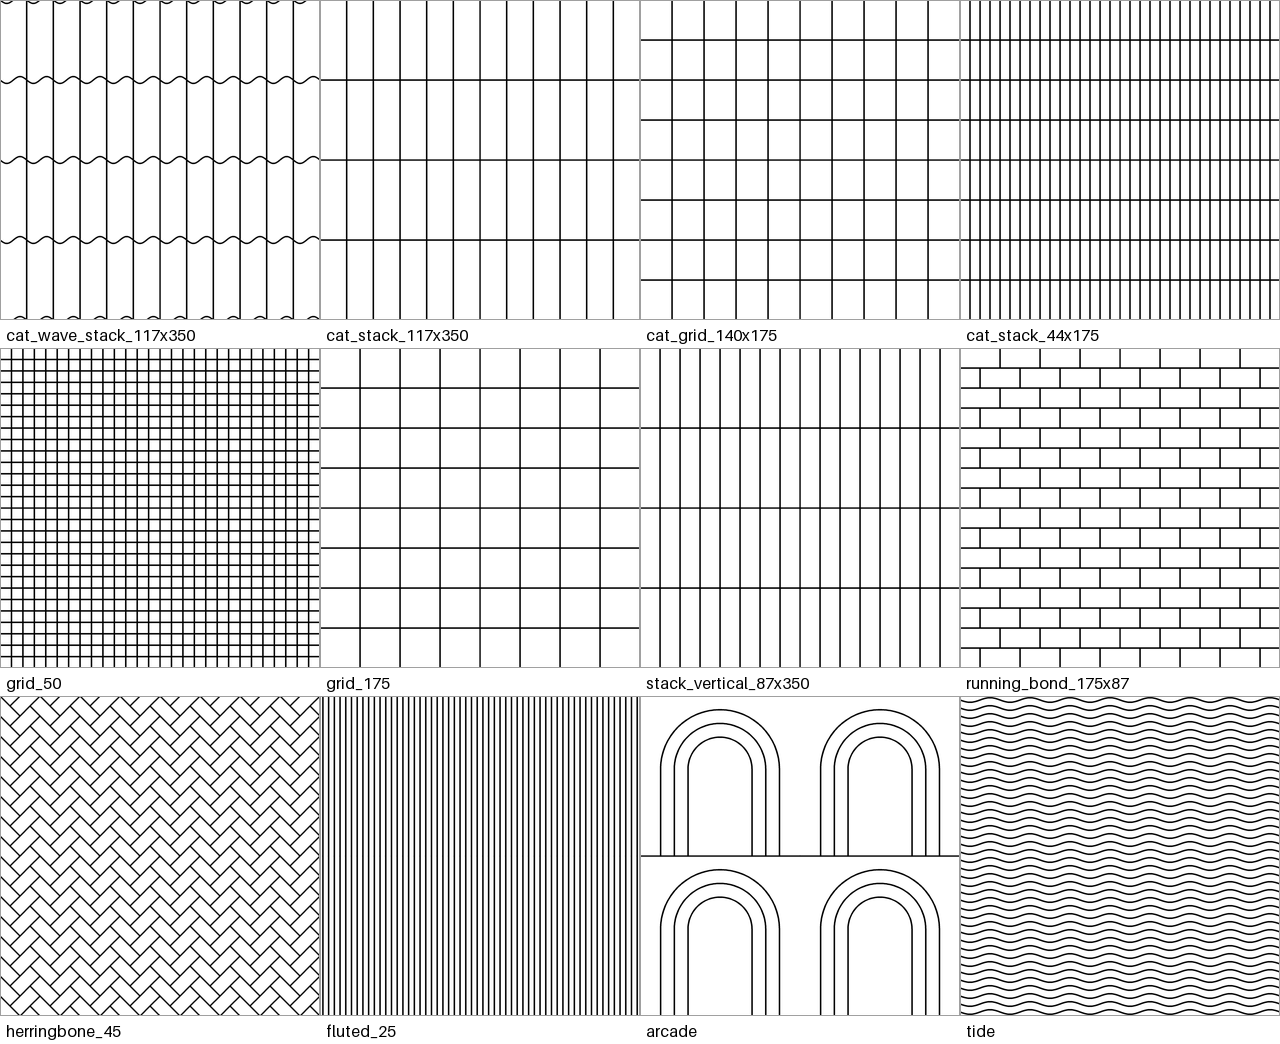 cat_wave_stack_117x350
cat_stack_117x350
cat_grid_140x175
cat_stack_44x175
grid_50
grid_175
stack_vertical_87x350
running_bond_175x87
herringbone_45
fluted_25
arcade
tide